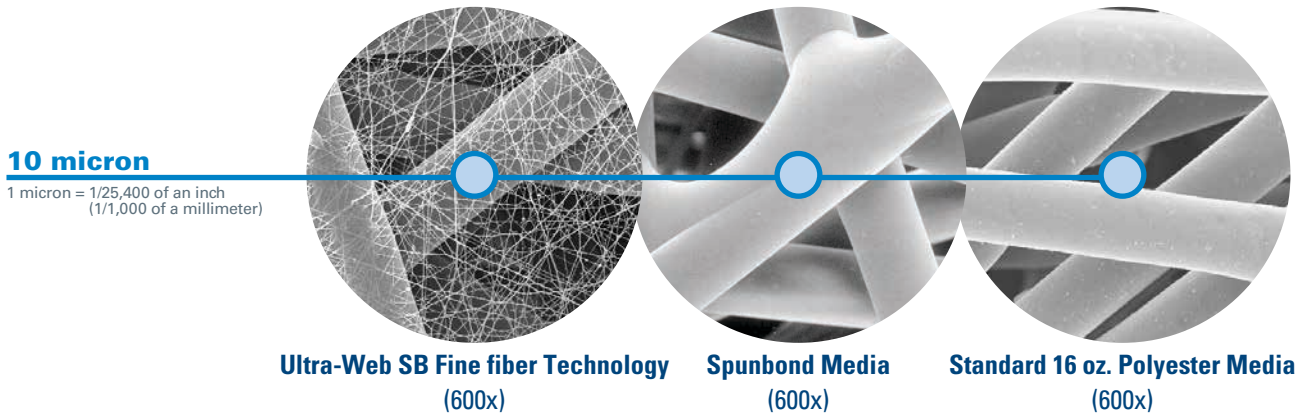 10 micron
1 micron = 1/25,400 of an inch
(1/1,000 of a millimeter)
Ultra-Web SB Fine fiber Technology
(600x)
Spunbond Media
(600x)
Standard 16 oz. Polyester Media
(600x)